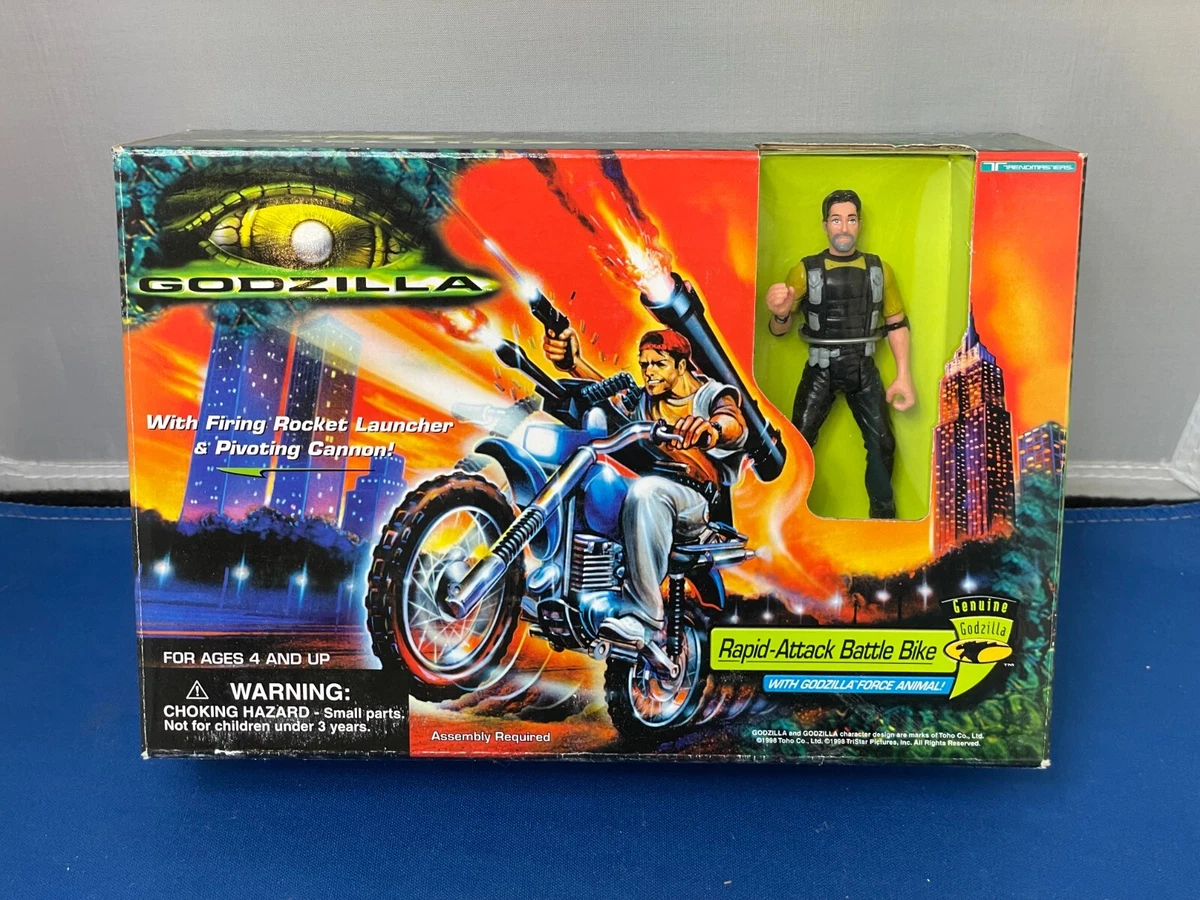 TRENDMASTERS
GODZILLA
With Firing Rocket Launcher
& Pivoting Cannon!
Genuine
Godzilla
TM
Rapid-Attack Battle Bike
WITH GODZILLA™ FORCE ANIMAL!
FOR AGES 4 AND UP
⚠ WARNING:
CHOKING HAZARD - Small parts.
Not for children under 3 years.
Assembly Required
GODZILLA and GODZILLA character design are marks of Toho Co., Ltd.
©1998 Toho Co., Ltd. ©1998 TriStar Pictures, Inc. All Rights Reserved.